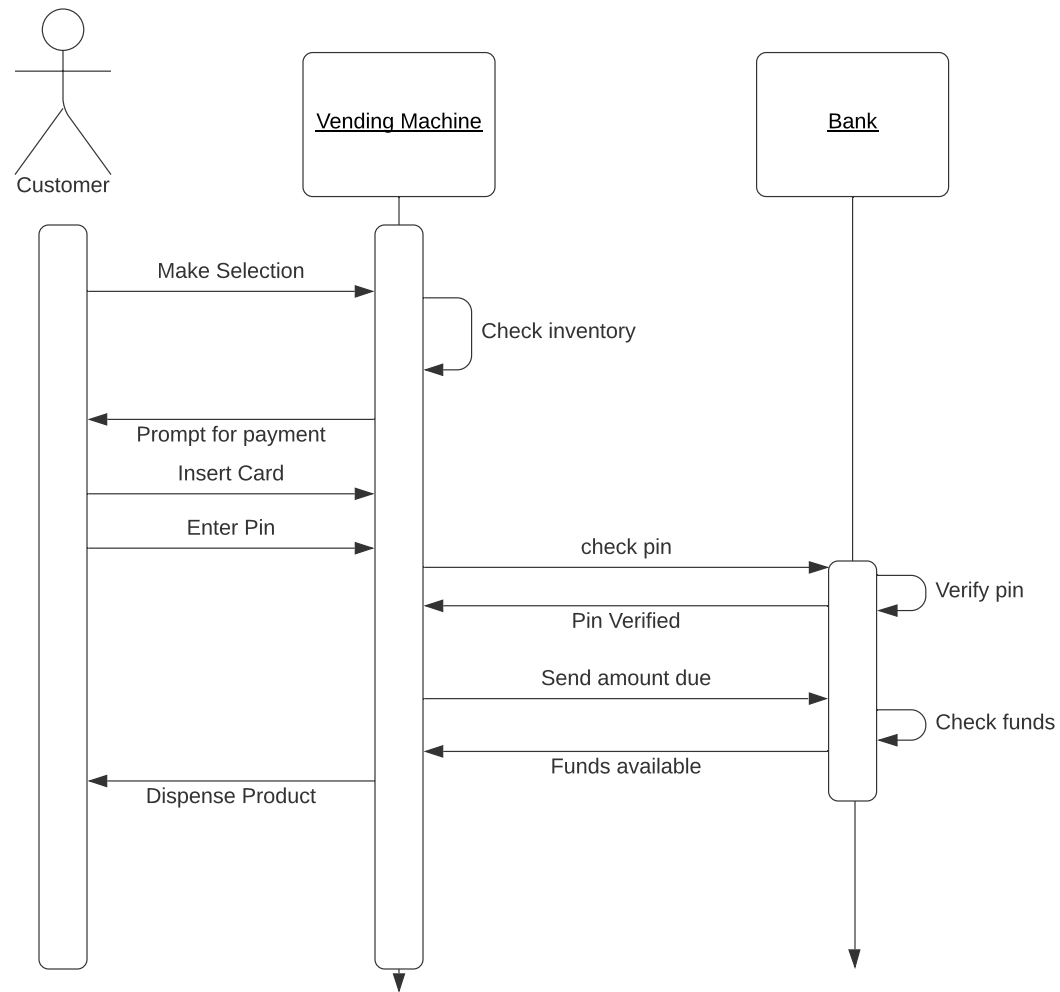 Customer
Vending Machine
Bank
Make Selection
Check inventory
Prompt for payment
Insert Card
Enter Pin
check pin
Verify pin
Pin Verified
Send amount due
Check funds
Funds available
Dispense Product